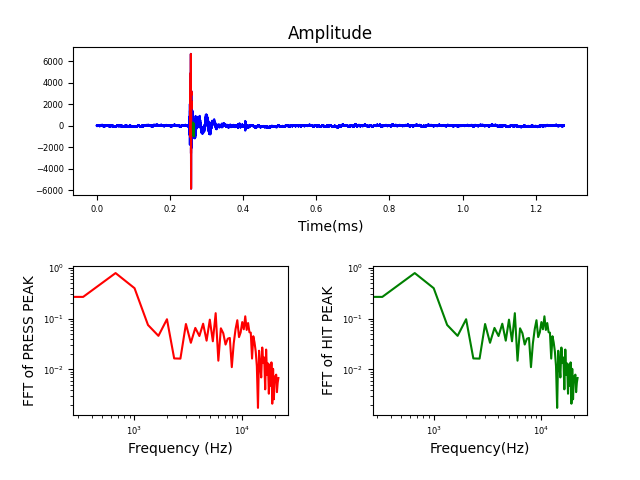 Amplitude
6000
4000
2000
0
−2000
−4000
−6000
0.0 0.2 0.4 0.6 0.8 1.0 1.2
Time(ms)
FFT of PRESS PEAK
10⁰
10⁻¹
10⁻²
10³ 10⁴
Frequency (Hz)
FFT of HIT PEAK
10⁰
10⁻¹
10⁻²
10³ 10⁴
Frequency(Hz)